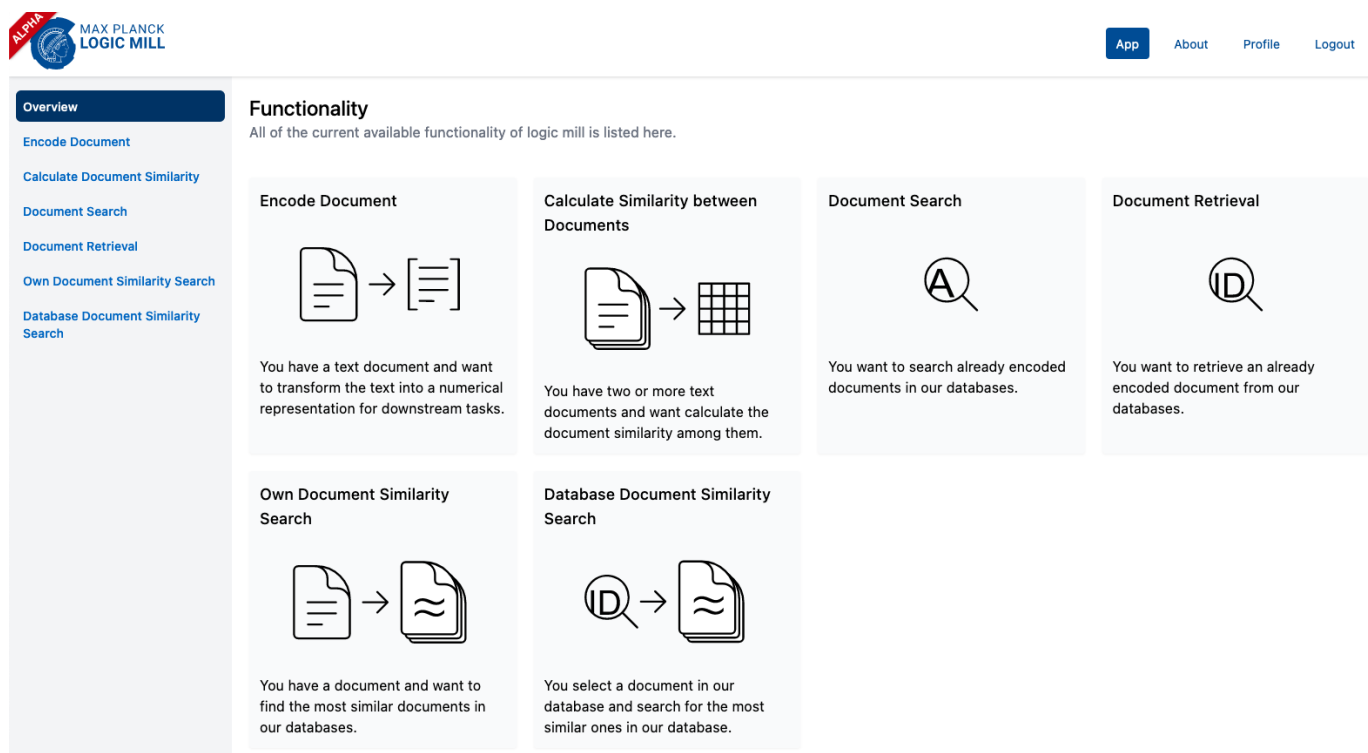 ALPHA
MAX PLANCK
LOGIC MILL
App
About
Profile
Logout
Overview
Encode Document
Calculate Document Similarity
Document Search
Document Retrieval
Own Document Similarity Search
Database Document Similarity
Search
Functionality
All of the current available functionality of logic mill is listed here.
Encode Document
You have a text document and want
to transform the text into a numerical
representation for downstream tasks.
Calculate Similarity between
Documents
You have two or more text
documents and want calculate the
document similarity among them.
Document Search
A
You want to search already encoded
documents in our databases.
Document Retrieval
ID
You want to retrieve an already
encoded document from our
databases.
Own Document Similarity
Search
You have a document and want to
find the most similar documents in
our databases.
Database Document Similarity
Search
ID
You select a document in our
database and search for the most
similar ones in our database.